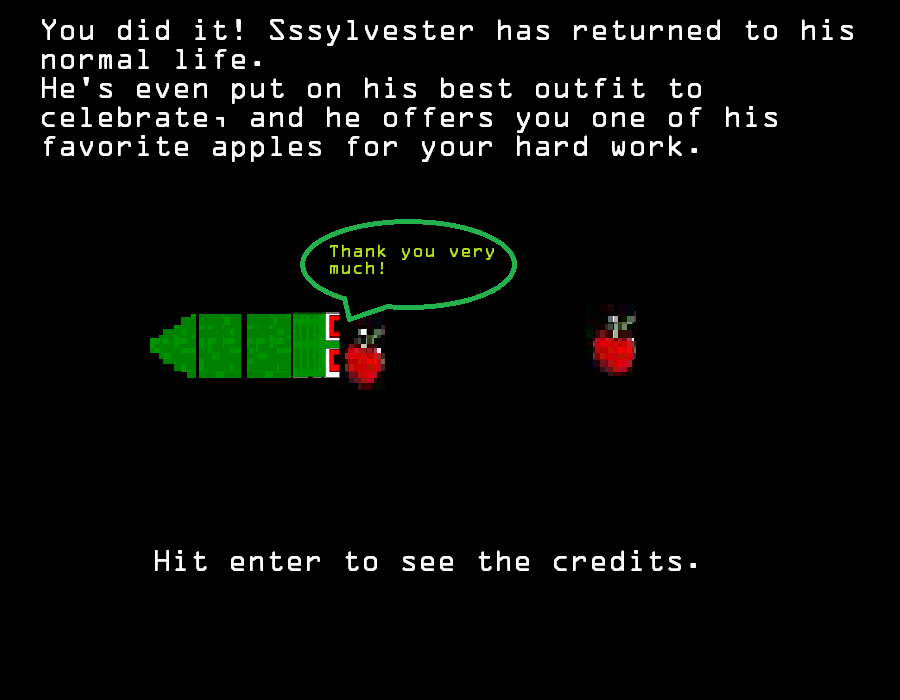 You did it! Sssylvester has returned to his
normal life.
He's even put on his best outfit to
celebrate, and he offers you one of his
favorite apples for your hard work.
Thank you very
much!
Hit enter to see the credits.